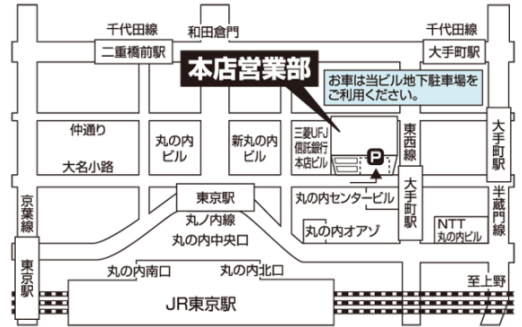 千代田線
和田倉門
千代田線
二重橋前駅
大手町駅
本店営業部
お車は当ビル地下駐車場を
ご利用ください。
仲通り
大名小路
丸の内
ビル
新丸の内
ビル
三菱UFJ
信託銀行
本店ビル
P
東西線
大手町駅
大手町駅
半蔵門線
京葉線
東京駅
東京駅
丸ノ内線
丸の内中央口
丸の内センタービル
丸の内オアゾ
NTT
丸の内ビル
丸の内南口
丸の内北口
至上野
JR東京駅